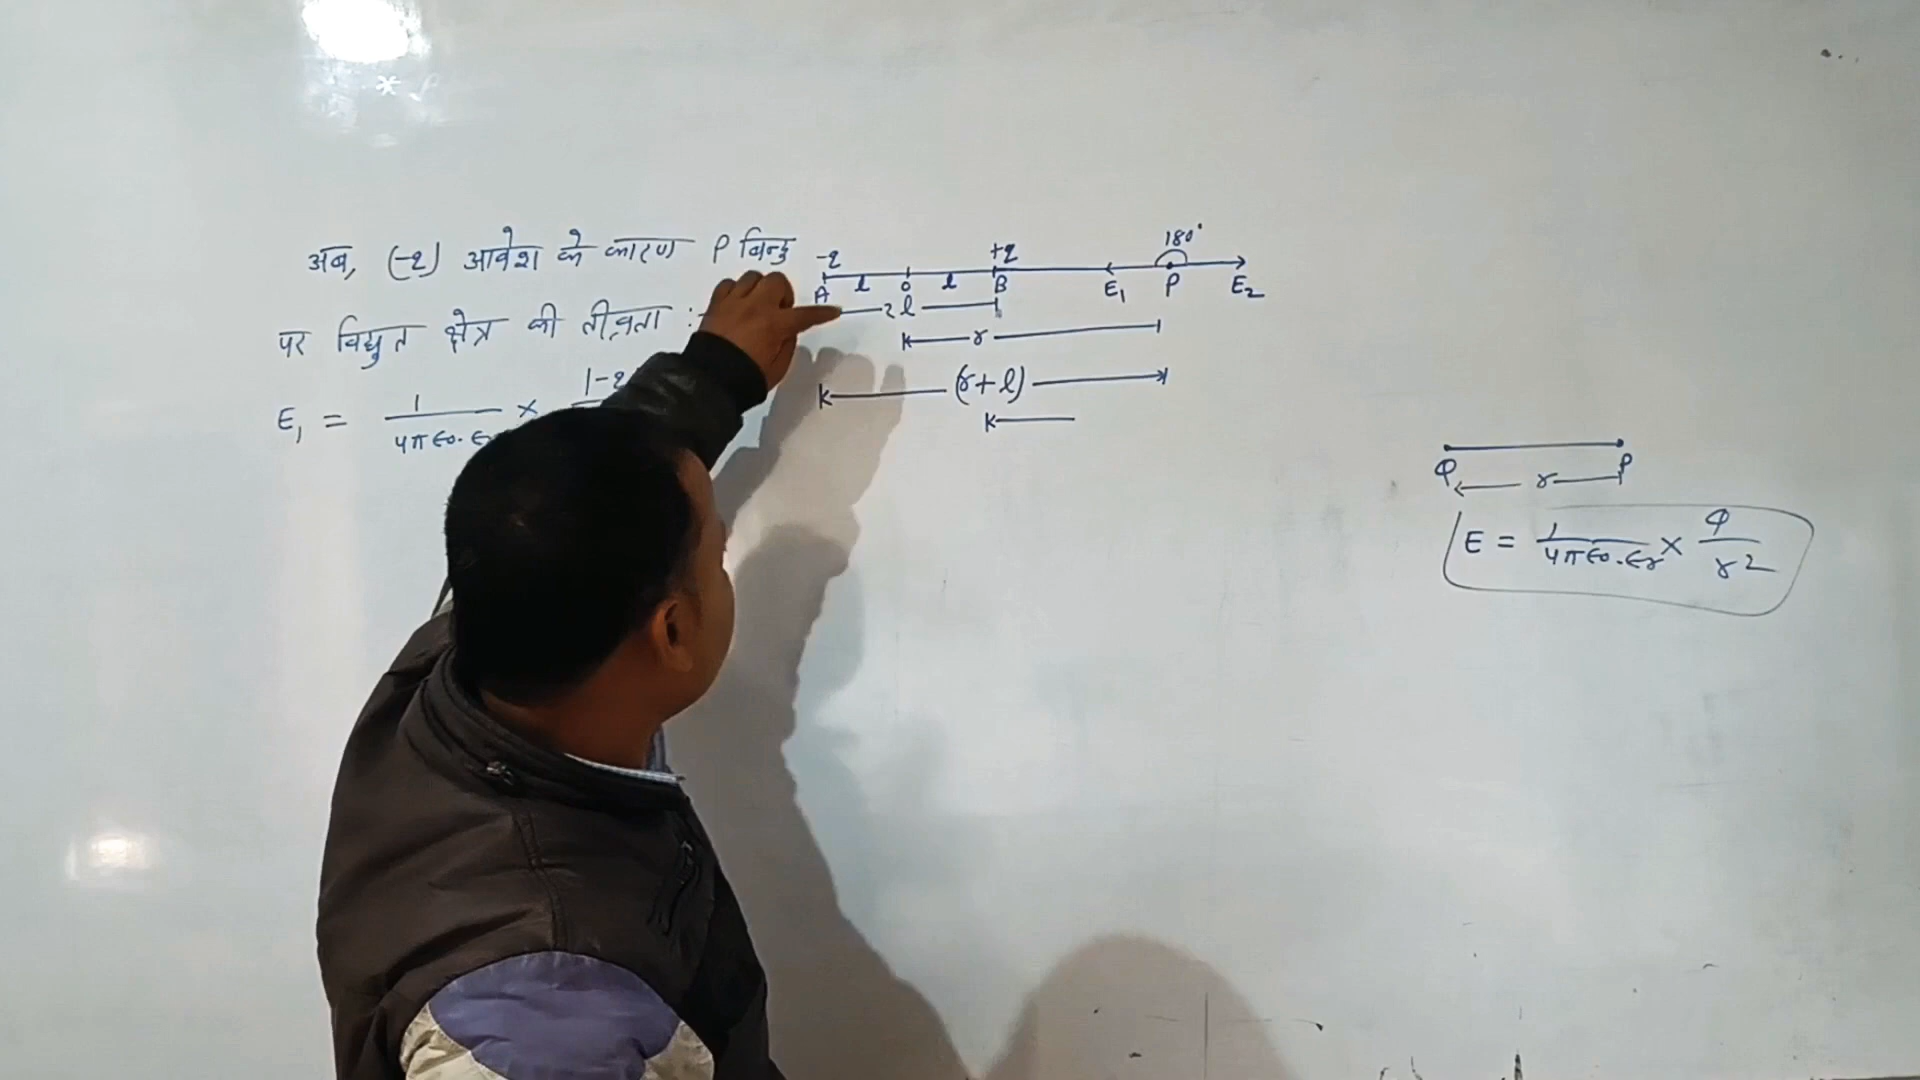 अब, (-q) आवेश के कारण P बिन्दु
पर विद्युत क्षेत्र की तीव्रता :-
E₁ = 1/4πϵ0.ϵ × |-q
-q +q 180°
A l o l B E₁ P E₂
2l
r
(r+l)
Q r P
E = 1/4πϵ0.ϵr × Q/r²